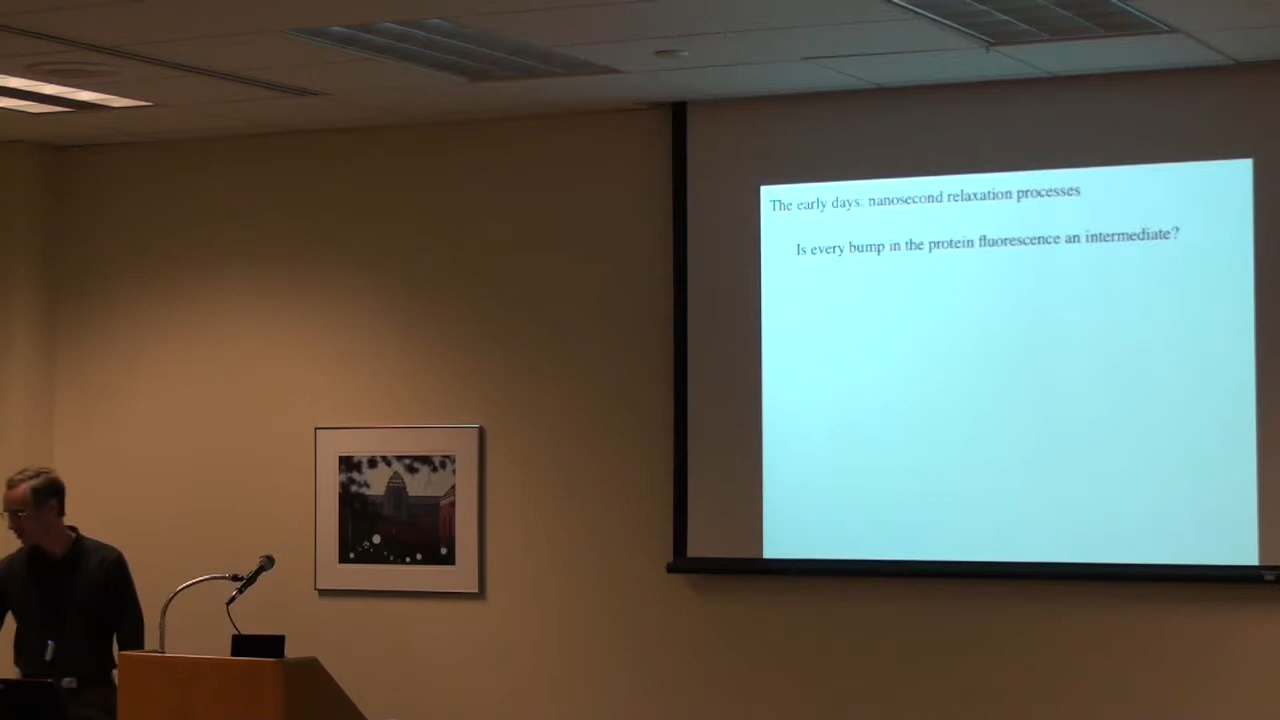 The early days: nanosecond relaxation processes
Is every bump in the protein fluorescence an intermediate?